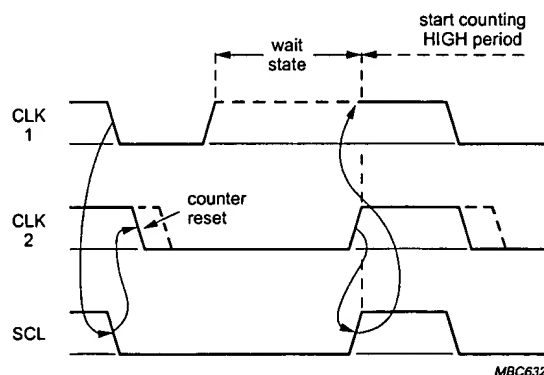 wait
state
start counting
HIGH period
CLK
1
counter
reset
CLK
2
SCL
MBC632